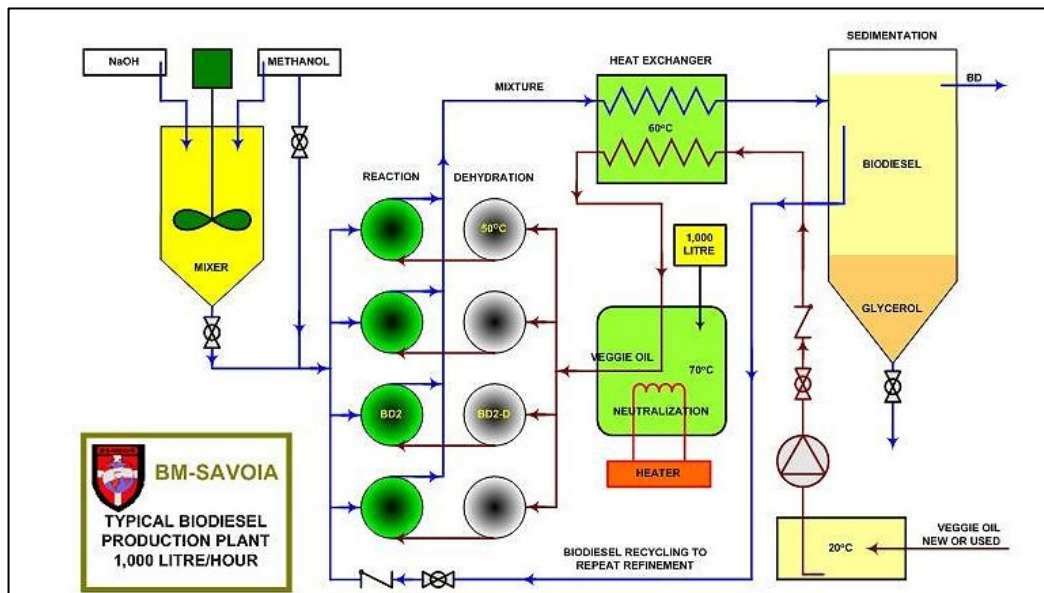 SEDIMENTATION
NaOH
METHANOL
HEAT EXCHANGER
BD
MIXTURE
60°C
BIODIESEL
REACTION
DEHYDRATION
50°C
1,000
LITRE
MIXER
GLYCEROL
VEGGIE OIL
70°C
BD2
BD2-D
NEUTRALIZATION
HEATER
BM-SAVOIA
TYPICAL BIODIESEL
PRODUCTION PLANT
1,000 LITRE/HOUR
BIODIESEL RECYCLING TO
REPEAT REFINEMENT
20°C
VEGGIE OIL
NEW OR USED